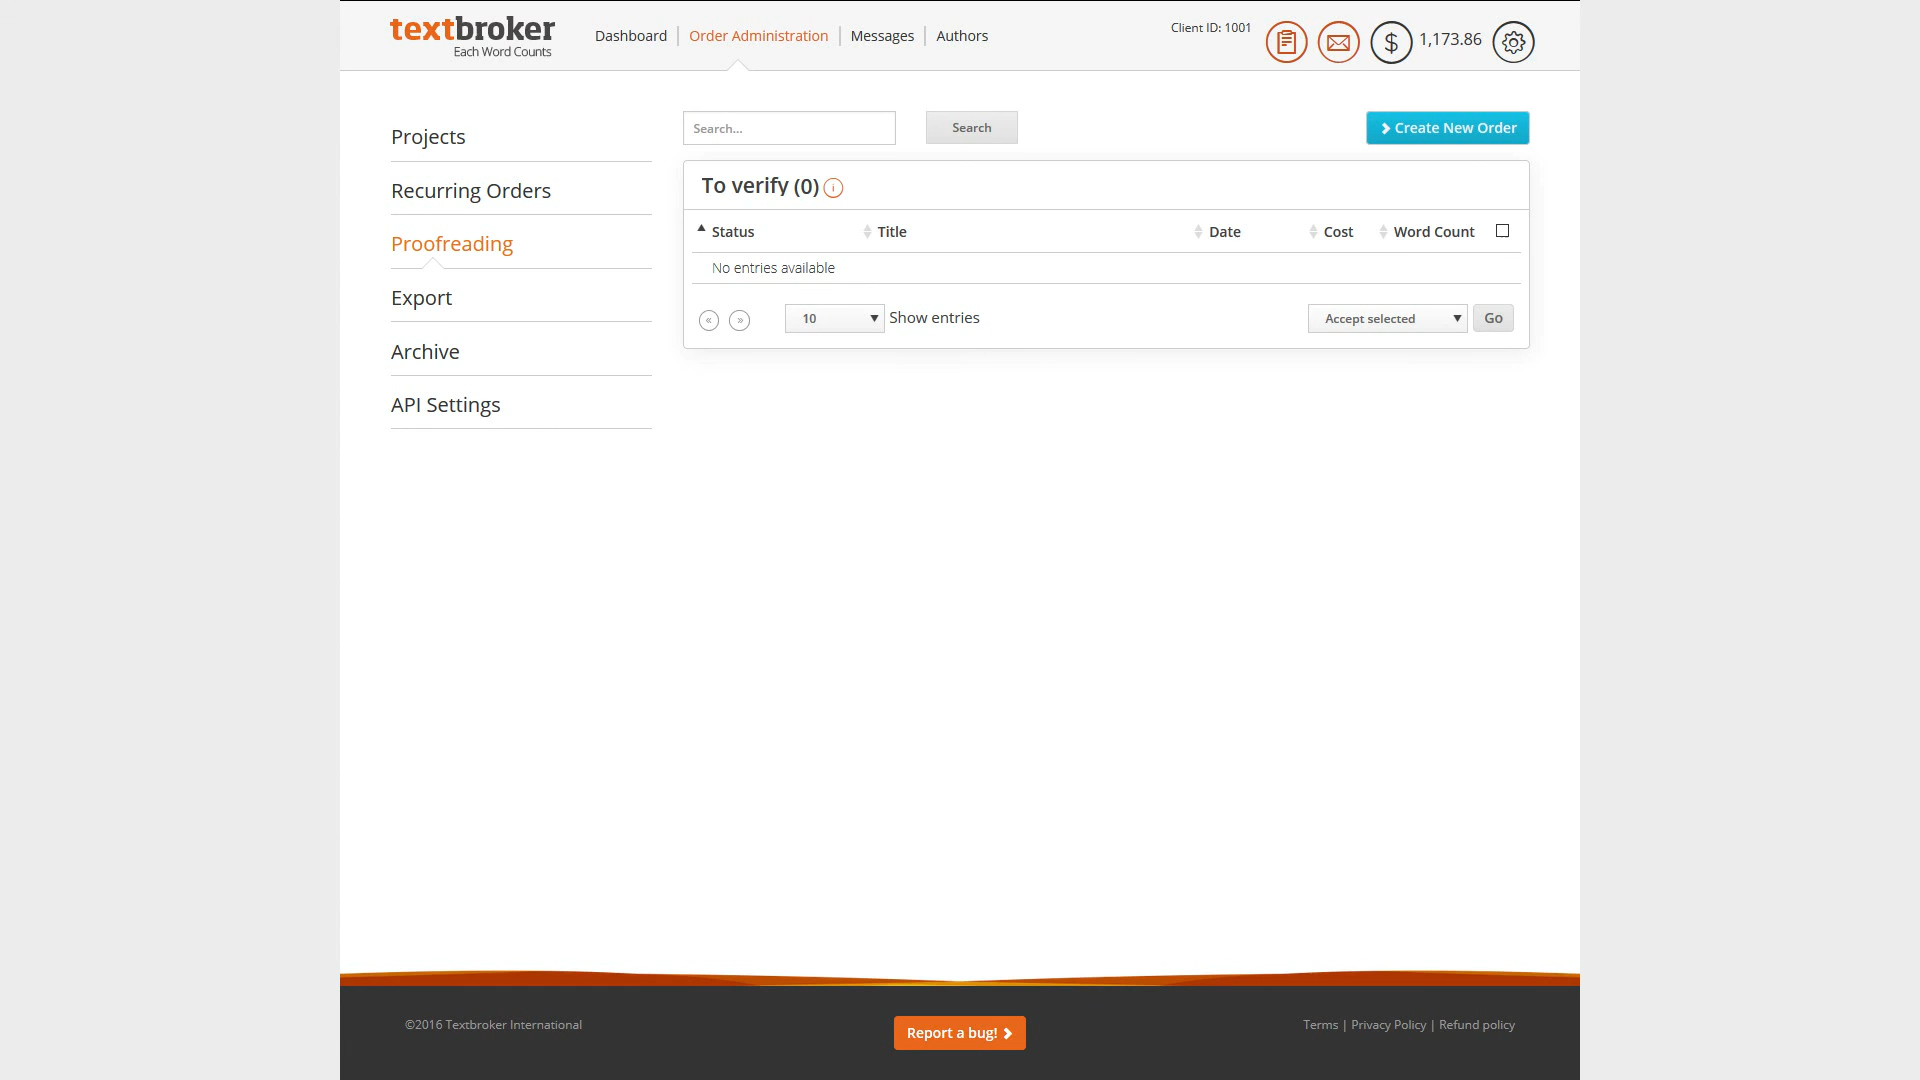 textbroker
Each Word Counts
Dashboard
Order Administration
Messages
Authors
Client ID: 1001
$
1,173.86
Projects
Recurring Orders
Proofreading
Export
Archive
API Settings
Search...
Search
Create New Order
To verify (0) i
Status Title Date Cost Word Count
No entries available
« » 10 Show entries
Accept selected Go
©2016 Textbroker International
Report a bug!
Terms | Privacy Policy | Refund policy